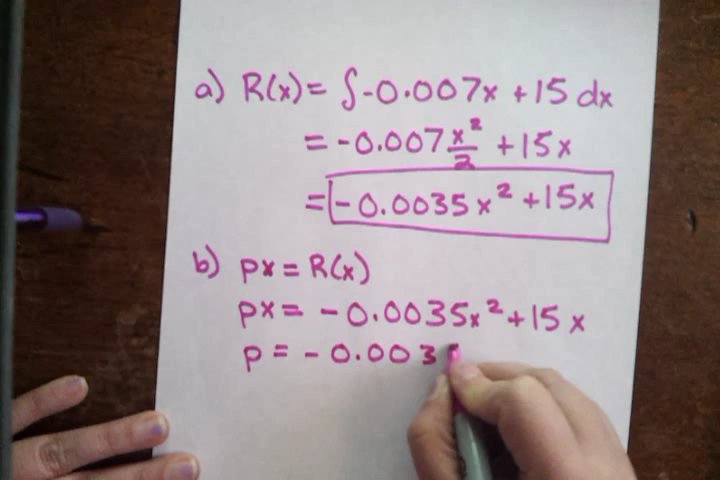 a) R(x) = ∫-0.007x + 15 dx
= -0.007 x²/2 + 15x
= -0.0035x² + 15x
b) px = R(x)
px = -0.0035x² + 15x
p = -0.003